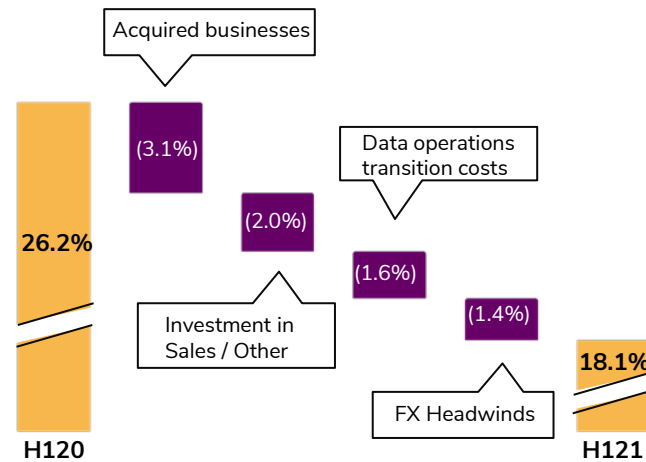 Acquired businesses
(3.1%)
Data operations
transition costs
26.2%
(2.0%)
(1.6%)
Investment in
Sales / Other
(1.4%)
18.1%
FX Headwinds
H120
H121